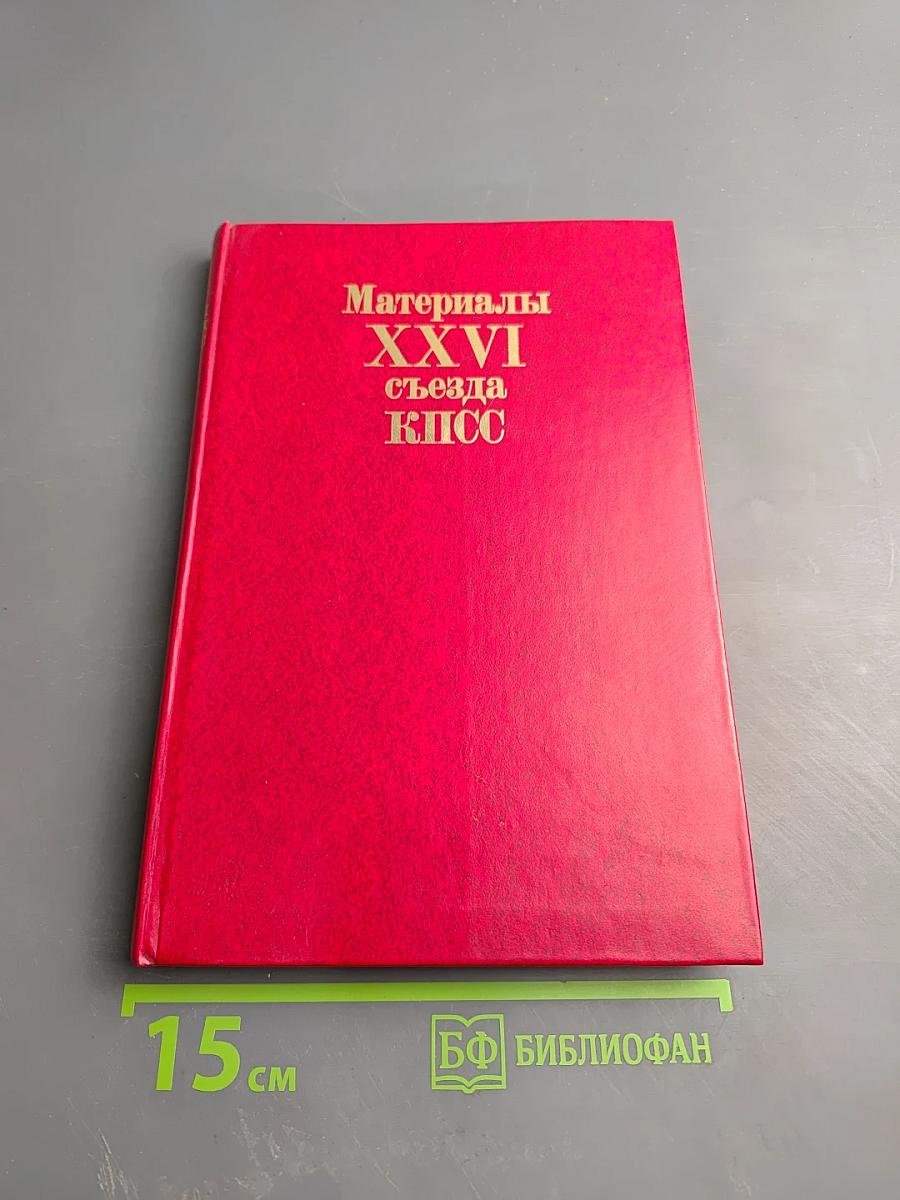 Материалы
XXVI
съезда
КПСС
15 см
БФ БИБЛИОФАН